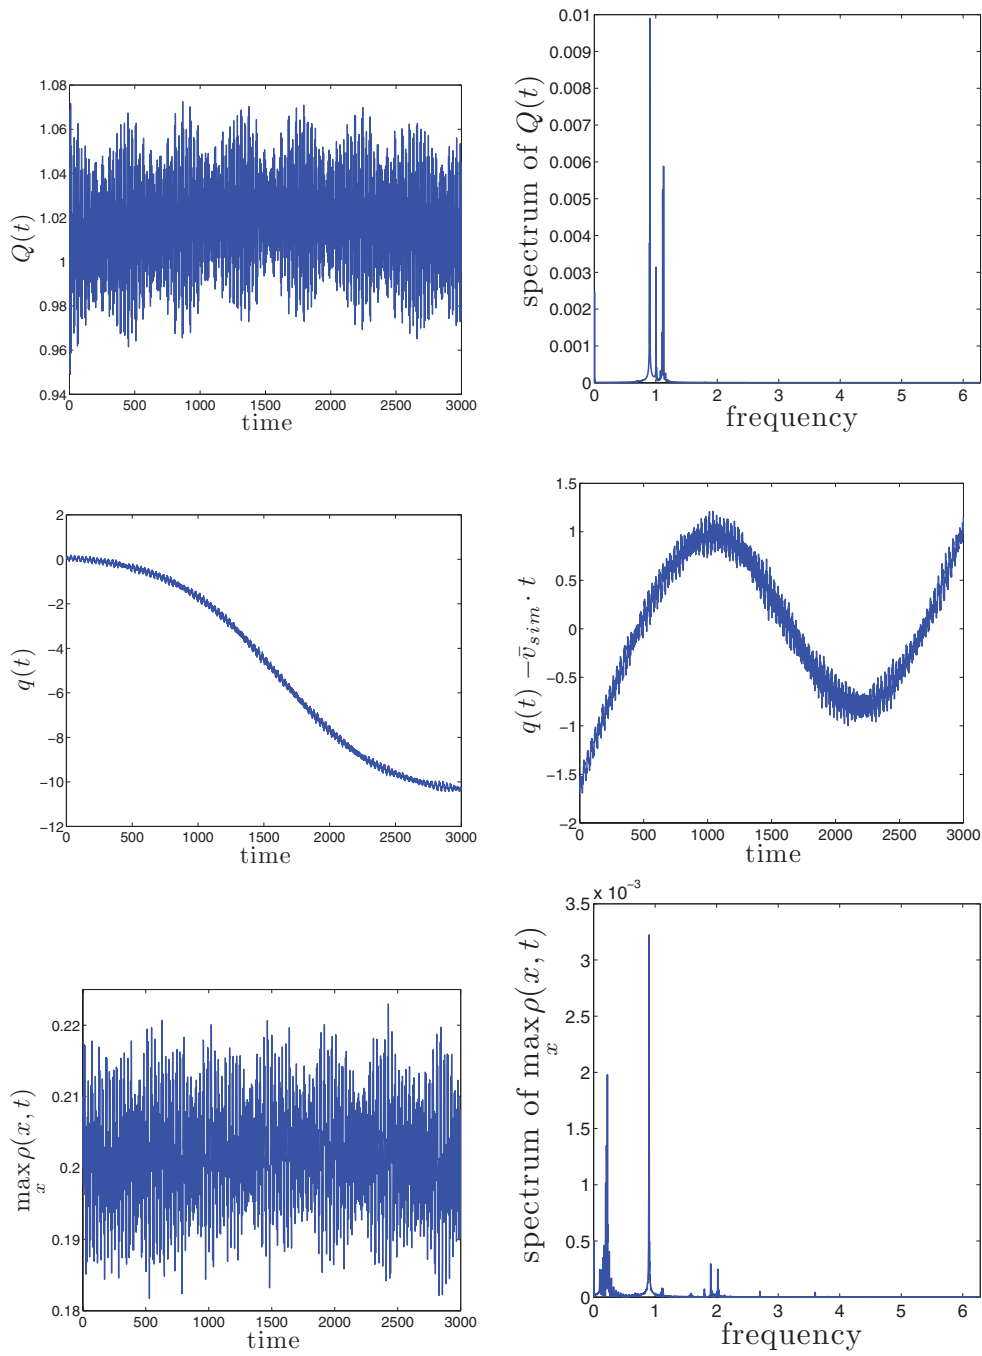 1.08
1.06
1.04
1.02
1
0.98
0.96
0.94
Q(t)
0 500 1000 1500 2000 2500 3000
time
0.01
0.009
0.008
0.007
0.006
0.005
0.004
0.003
0.002
0.001
0
spectrum of Q(t)
0 1 2 3 4 5 6
frequency
2
0
−2
−4
−6
−8
−10
−12
q(t)
0 500 1000 1500 2000 2500 3000
time
1.5
1
0.5
0
−0.5
−1
−1.5
−2
q(t) − v̄_sim · t
0 500 1000 1500 2000 2500 3000
time
0.22
0.21
0.2
0.19
0.18
max_x ρ(x, t)
0 500 1000 1500 2000 2500 3000
time
x 10⁻³
3.5
3
2.5
2
1.5
1
0.5
0
spectrum of max_x ρ(x, t)
0 1 2 3 4 5 6
frequency